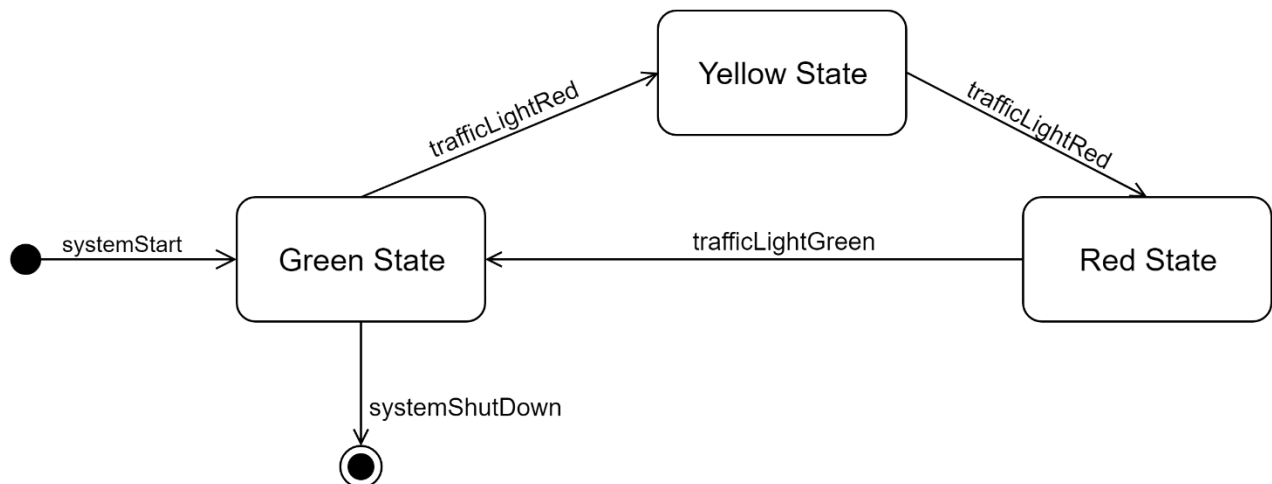 Yellow State
trafficLightRed
trafficLightRed
systemStart
Green State
trafficLightGreen
Red State
systemShutDown